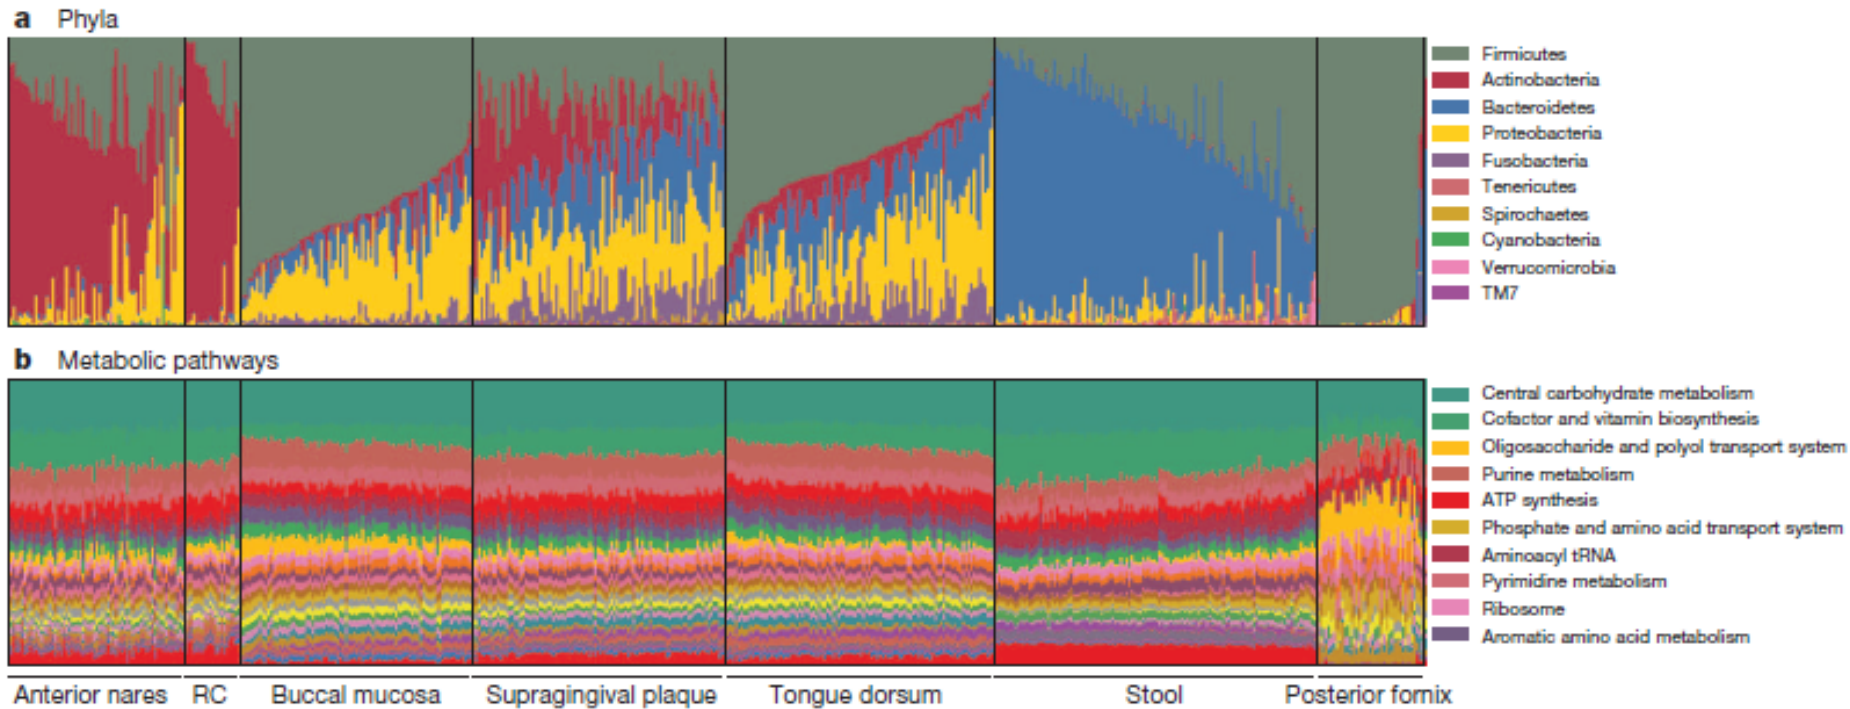 a Phyla
Firmicutes
Actinobacteria
Bacteroidetes
Proteobacteria
Fusobacteria
Tenericutes
Spirochaetes
Cyanobacteria
Verrucomicrobia
TM7
b Metabolic pathways
Central carbohydrate metabolism
Cofactor and vitamin biosynthesis
Oligosaccharide and polyol transport system
Purine metabolism
ATP synthesis
Phosphate and amino acid transport system
Aminoacyl tRNA
Pyrimidine metabolism
Ribosome
Aromatic amino acid metabolism
Anterior nares RC Buccal mucosa Supragingival plaque Tongue dorsum Stool Posterior fornix